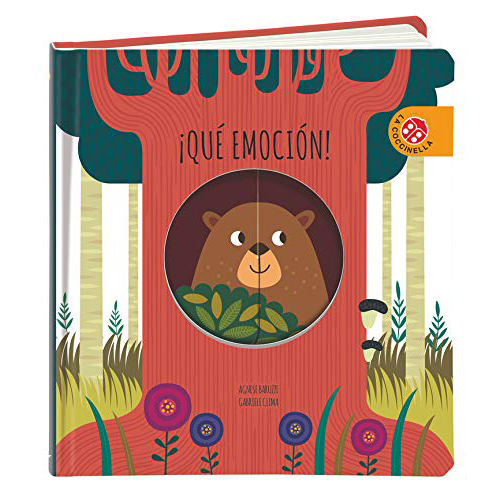 ¡QUÉ EMOCIÓN!
LA COCCINELLA
AGNESE BARUZZI
GABRIELE CLIMA